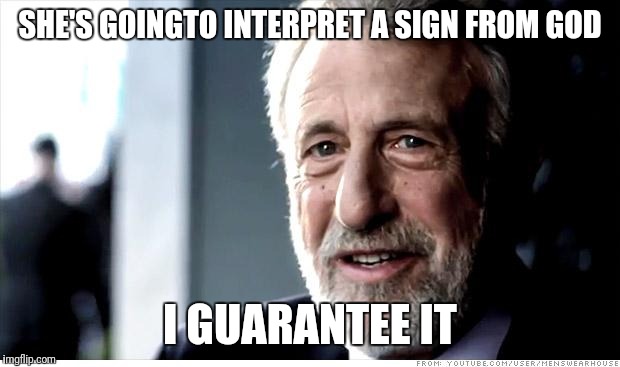 SHE'S GOINGTO INTERPRET A SIGN FROM GOD
I GUARANTEE IT
imgflip.com
FROM: YOUTUBE.COM/USER/MENSWEARHOUSE